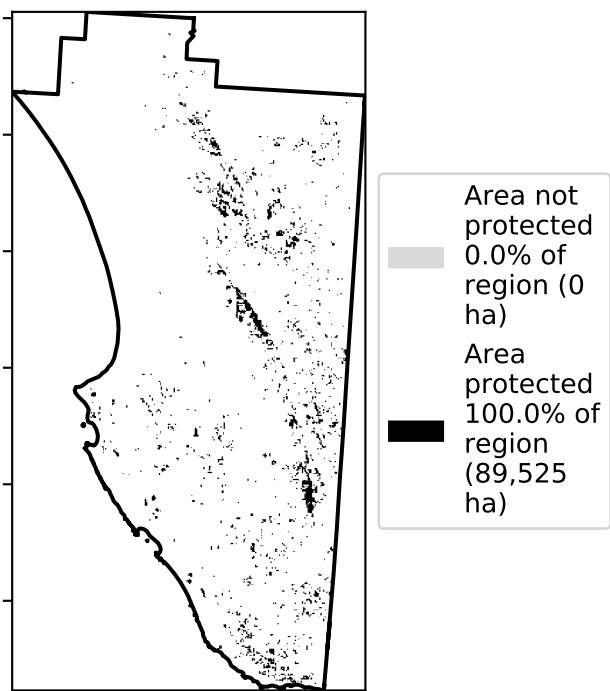 Area not
protected
0.0% of
region (0
ha)
Area
protected
100.0% of
region
(89,525
ha)